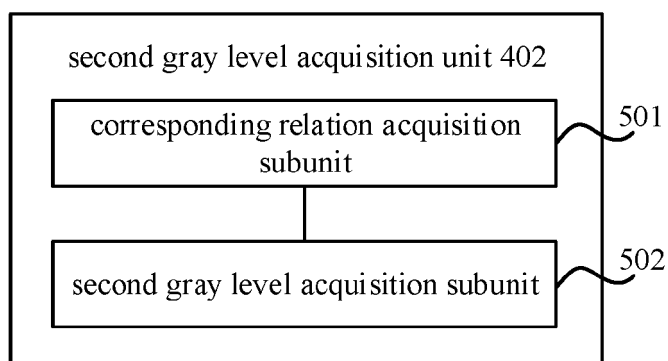 second gray level acquisition unit 402
corresponding relation acquisition
subunit
501
second gray level acquisition subunit
502